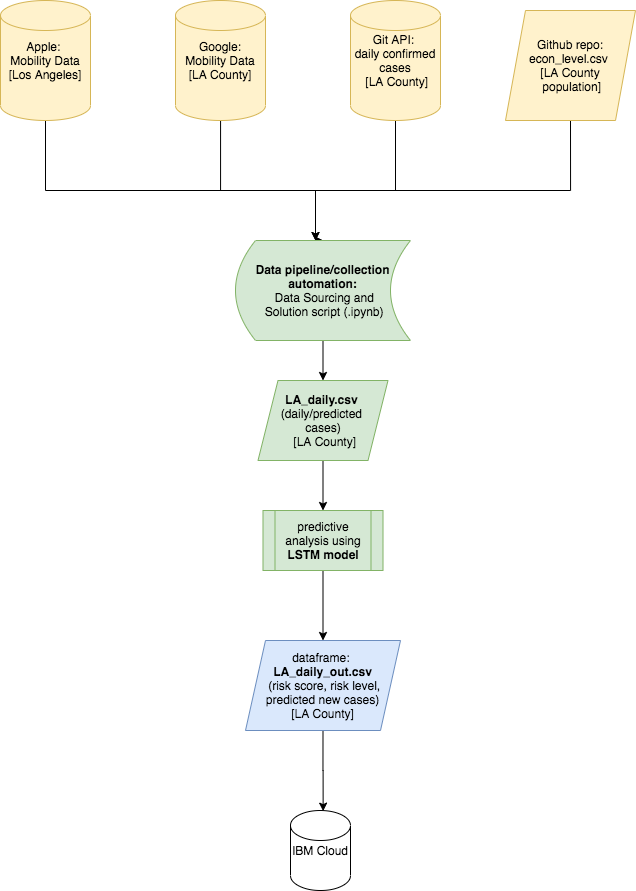 Apple:
Mobility Data
[Los Angeles]
Google:
Mobility Data
[LA County]
Git API:
daily confirmed
cases
[LA County]
Github repo:
econ_level.csv
[LA County
population]
Data pipeline/collection
automation:
Data Sourcing and
Solution script (.ipynb)
LA_daily.csv
(daily/predicted
cases)
[LA County]
predictive
analysis using
LSTM model
dataframe:
LA_daily_out.csv
(risk score, risk level,
predicted new cases)
[LA County]
IBM Cloud